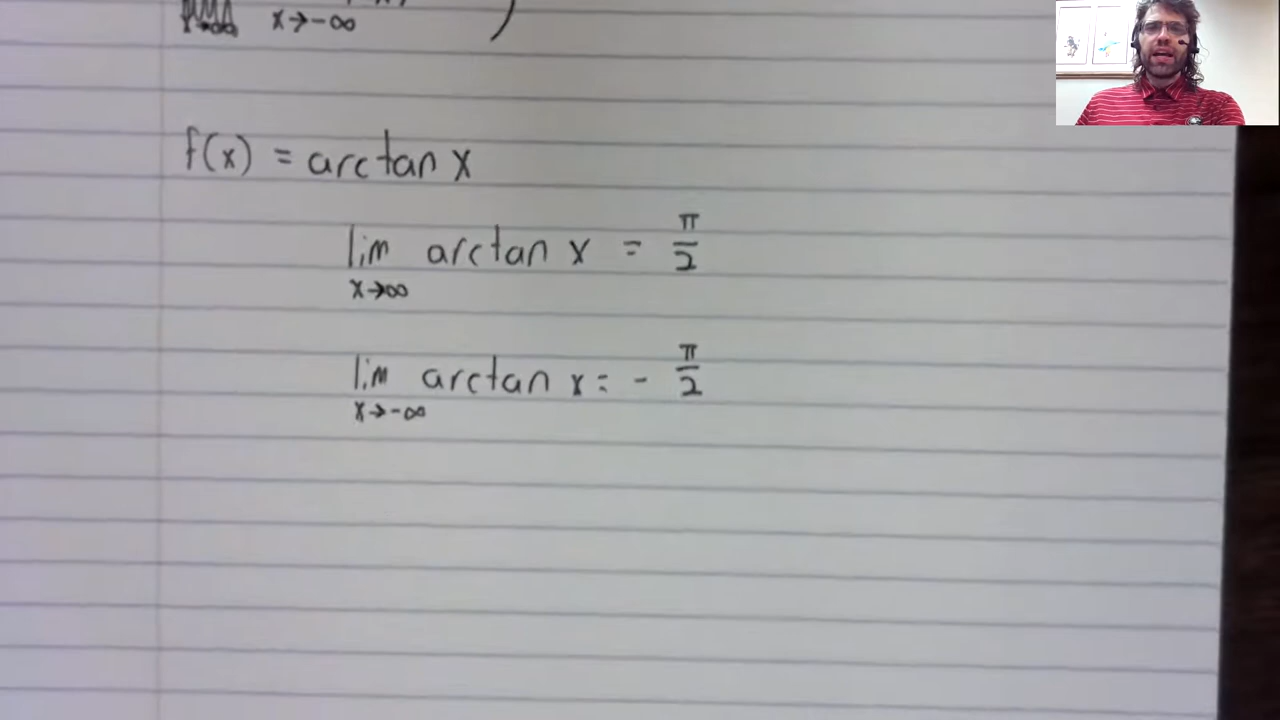 x→-∞ )
f(x) = arctan x
lim arctan x = π/2
x→∞
lim arctan x = - π/2
x→-∞